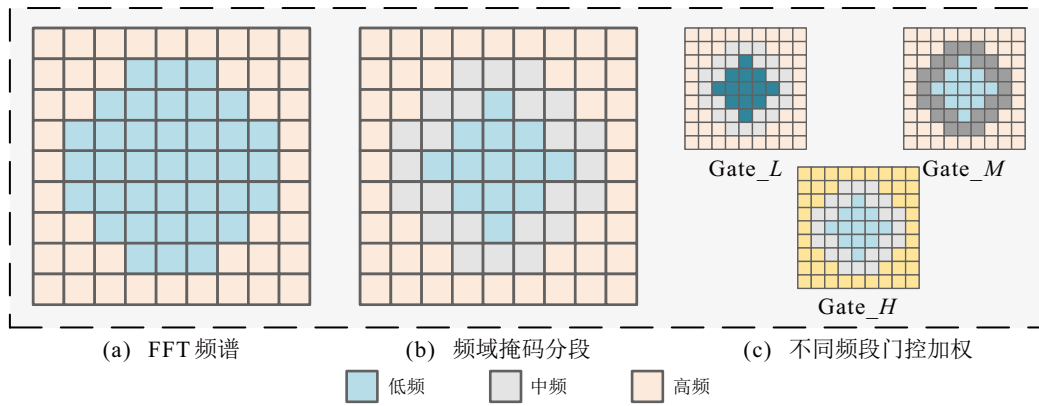 Gate_L
Gate_M
Gate_H
(a) FFT 频谱
(b) 频域掩码分段
(c) 不同频段门控加权
低频
中频
高频